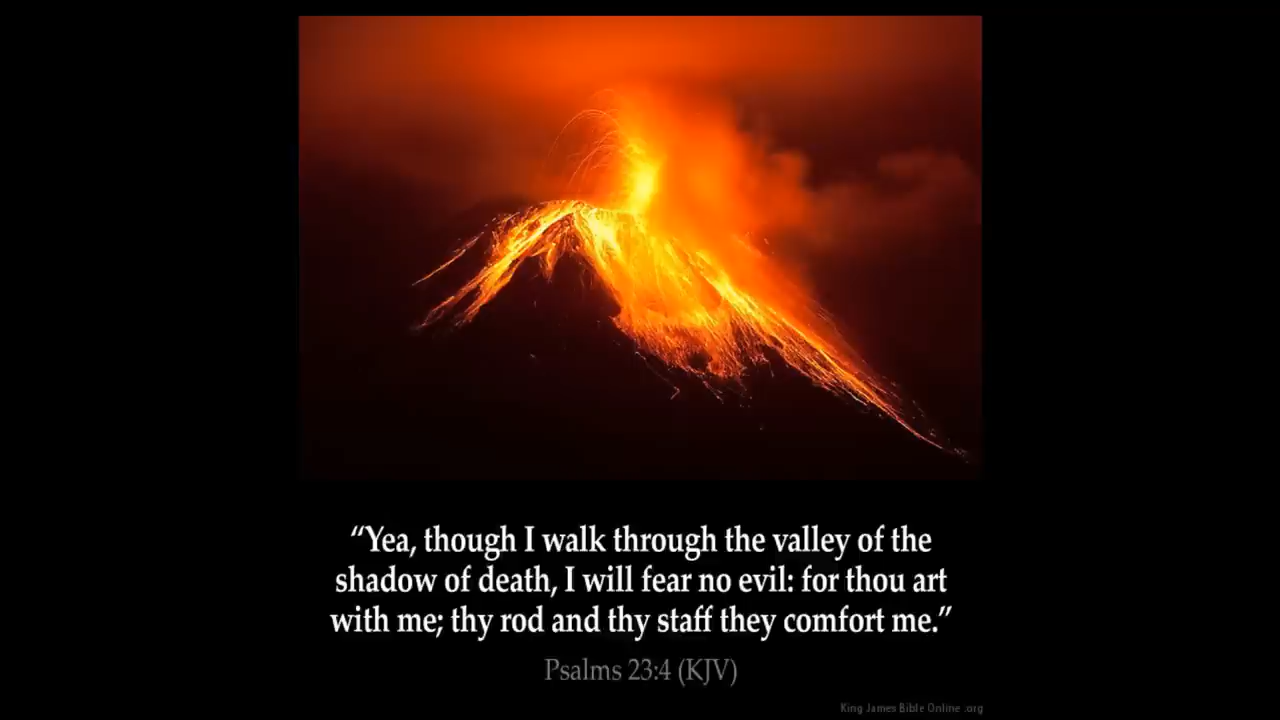 “Yea, though I walk through the valley of the
shadow of death, I will fear no evil: for thou art
with me; thy rod and thy staff they comfort me.”
Psalms 23:4 (KJV)
King James Bible Online .org